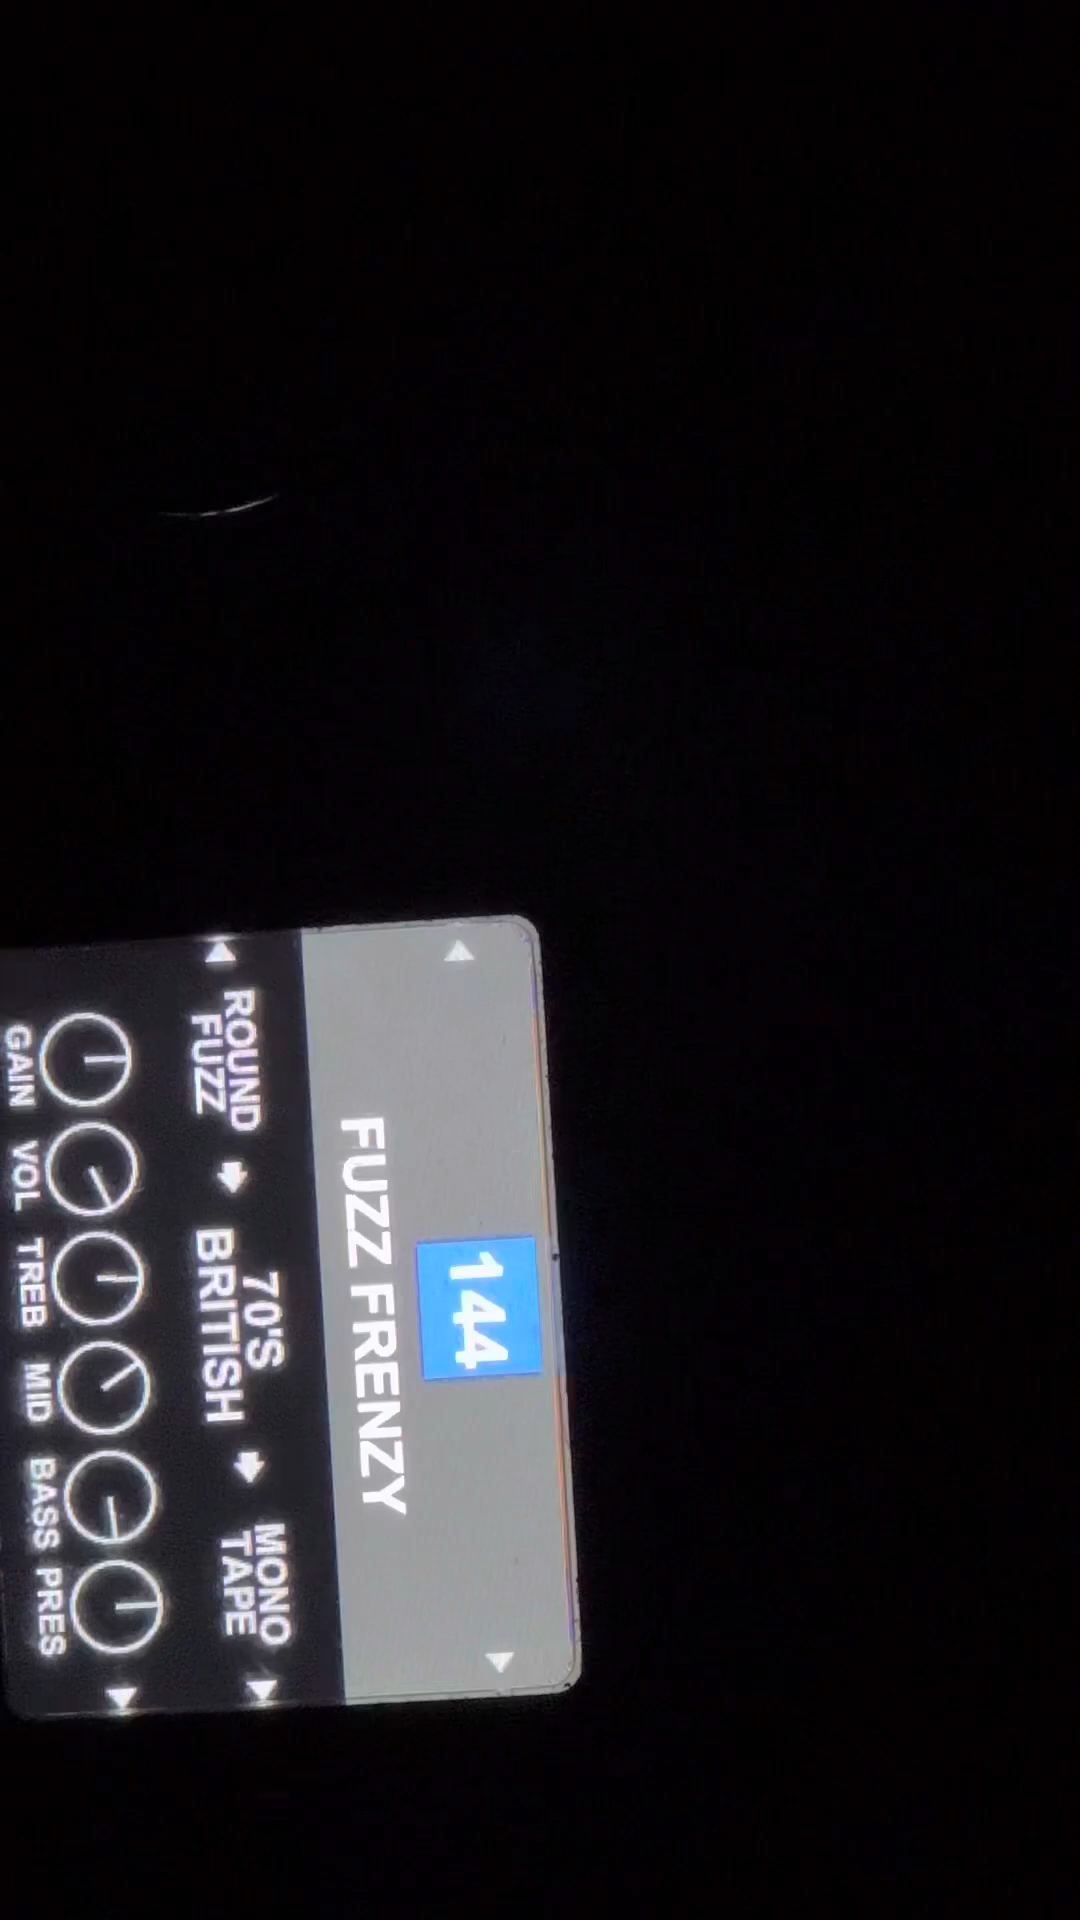 144
FUZZ FRENZY
ROUND FUZZ
70'S BRITISH
MONO TAPE
GAIN VOL TREB MID BASS PRES